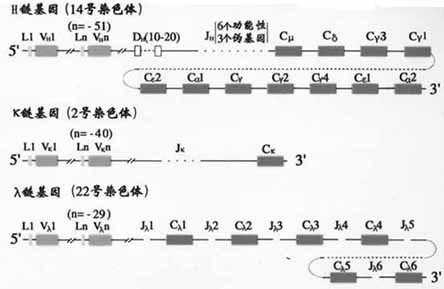 H链基因 (14号染色体)
(n= - 51)
6个功能性
3个伪基因
5' L1 VH1 Ln VHn DH(10-20) JH Cμ Cδ Cγ3 Cγ1
Cε2 Cα1 Cγ Cγ2 Cγ4 Cε1 Cα2 3'
κ链基因 (2号染色体)
(n= - 40)
5' L1 Vκ1 Ln Vκn Jκ Cκ 3'
λ链基因 (22号染色体)
(n= - 29)
5' L1 Vλ1 Ln Vλn Jλ1 Cλ1 Jλ2 Cλ2 Jλ3 Cλ3 Jλ4 Cλ4 Jλ5
Cλ5 Jλ6 Cλ6 3'